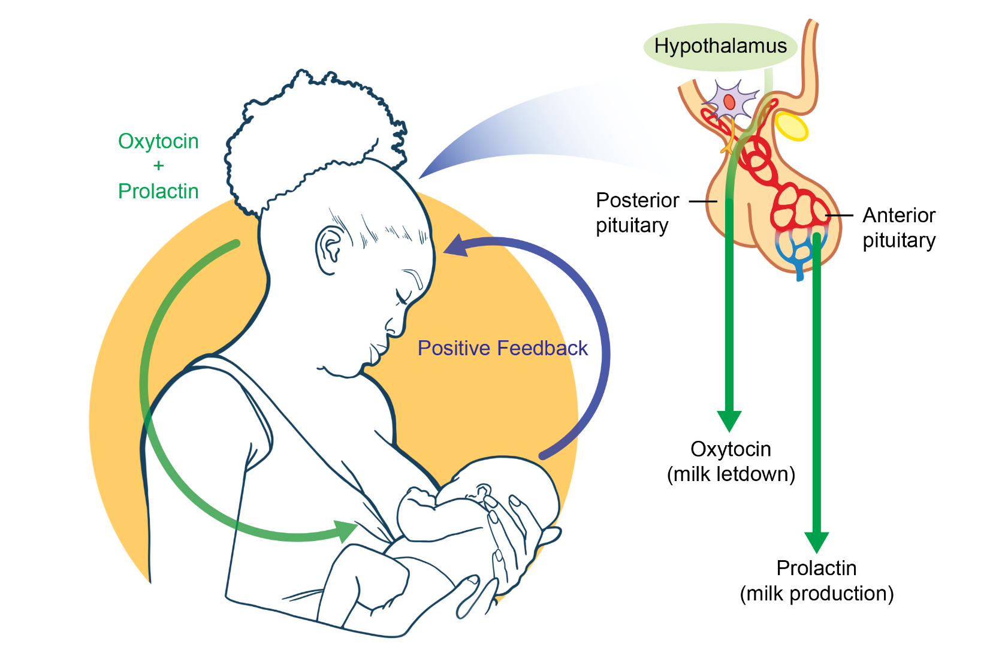 Hypothalamus
Oxytocin
+
Prolactin
Posterior
pituitary
Anterior
pituitary
Positive Feedback
Oxytocin
(milk letdown)
Prolactin
(milk production)